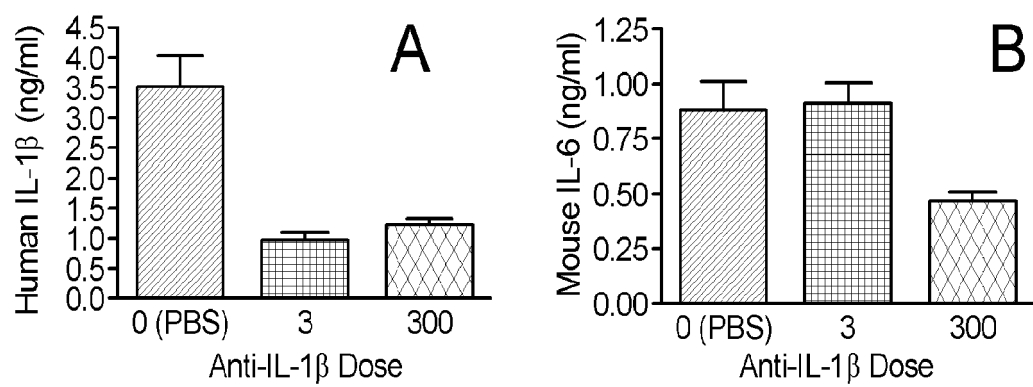 A
Human IL-1β (ng/ml)
4.5
4.0
3.5
3.0
2.5
2.0
1.5
1.0
0.5
0.0
0 (PBS) 3 300
Anti-IL-1β Dose
B
Mouse IL-6 (ng/ml)
1.25
1.00
0.75
0.50
0.25
0.00
0 (PBS) 3 300
Anti-IL-1β Dose